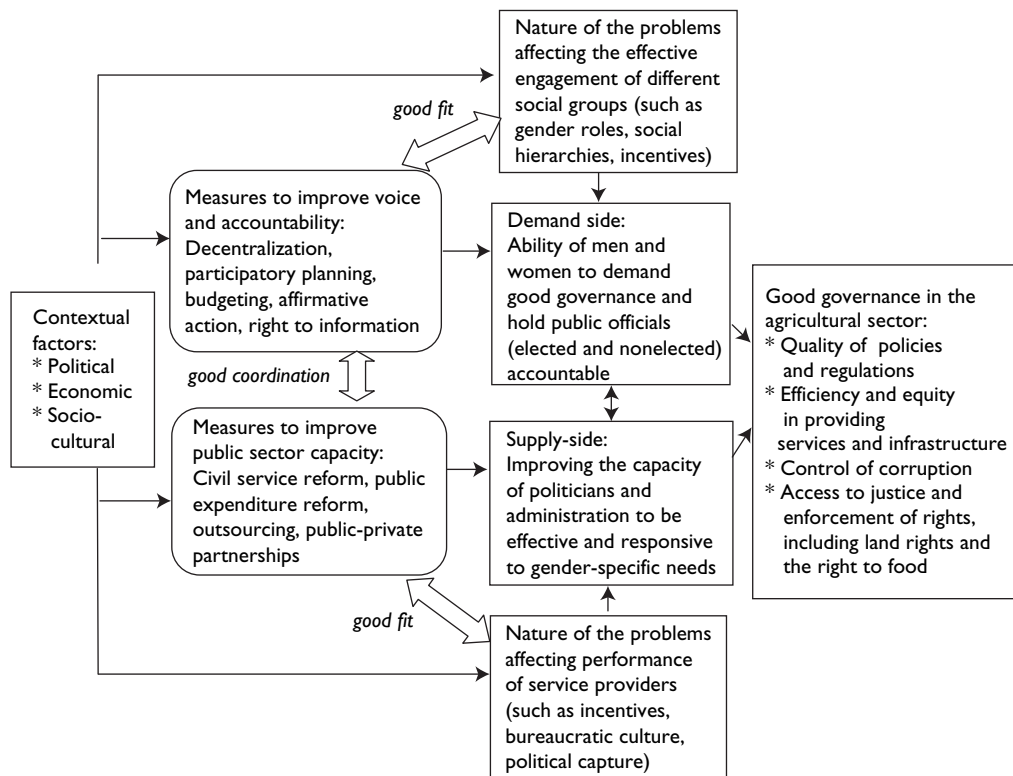 Nature of the problems
affecting the effective
engagement of different
social groups (such as
gender roles, social
hierarchies, incentives)
good fit
Measures to improve voice
and accountability:
Decentralization,
participatory planning,
budgeting, affirmative
action, right to information
Demand side:
Ability of men and
women to demand
good governance and
hold public officials
(elected and nonelected)
accountable
Contextual
factors:
* Political
* Economic
* Socio-
cultural
good coordination
Good governance in the
agricultural sector:
* Quality of policies
and regulations
* Efficiency and equity
in providing
services and infrastructure
* Control of corruption
* Access to justice and
enforcement of rights,
including land rights and
the right to food
Measures to improve
public sector capacity:
Civil service reform, public
expenditure reform,
outsourcing, public-private
partnerships
Supply-side:
Improving the capacity
of politicians and
administration to be
effective and responsive
to gender-specific needs
good fit
Nature of the problems
affecting performance
of service providers
(such as incentives,
bureaucratic culture,
political capture)